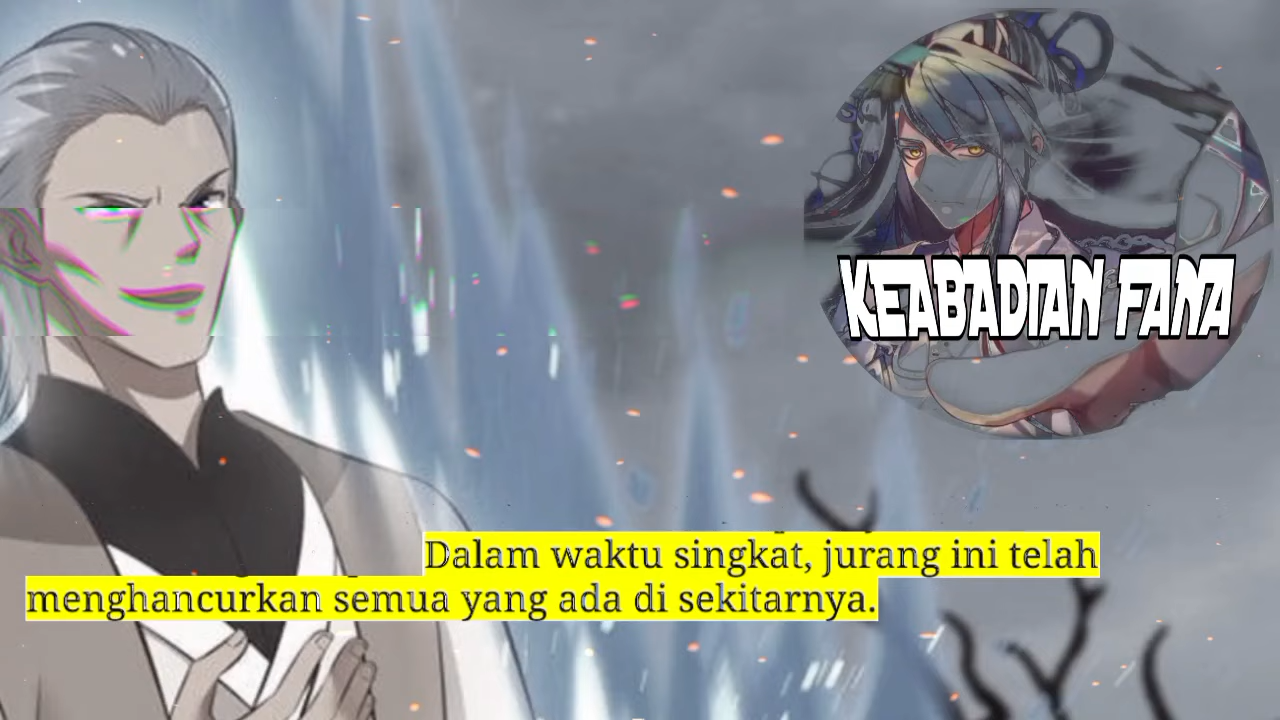 KEABADIAN FANA
Dalam waktu singkat, jurang ini telah
menghancurkan semua yang ada di sekitarnya.